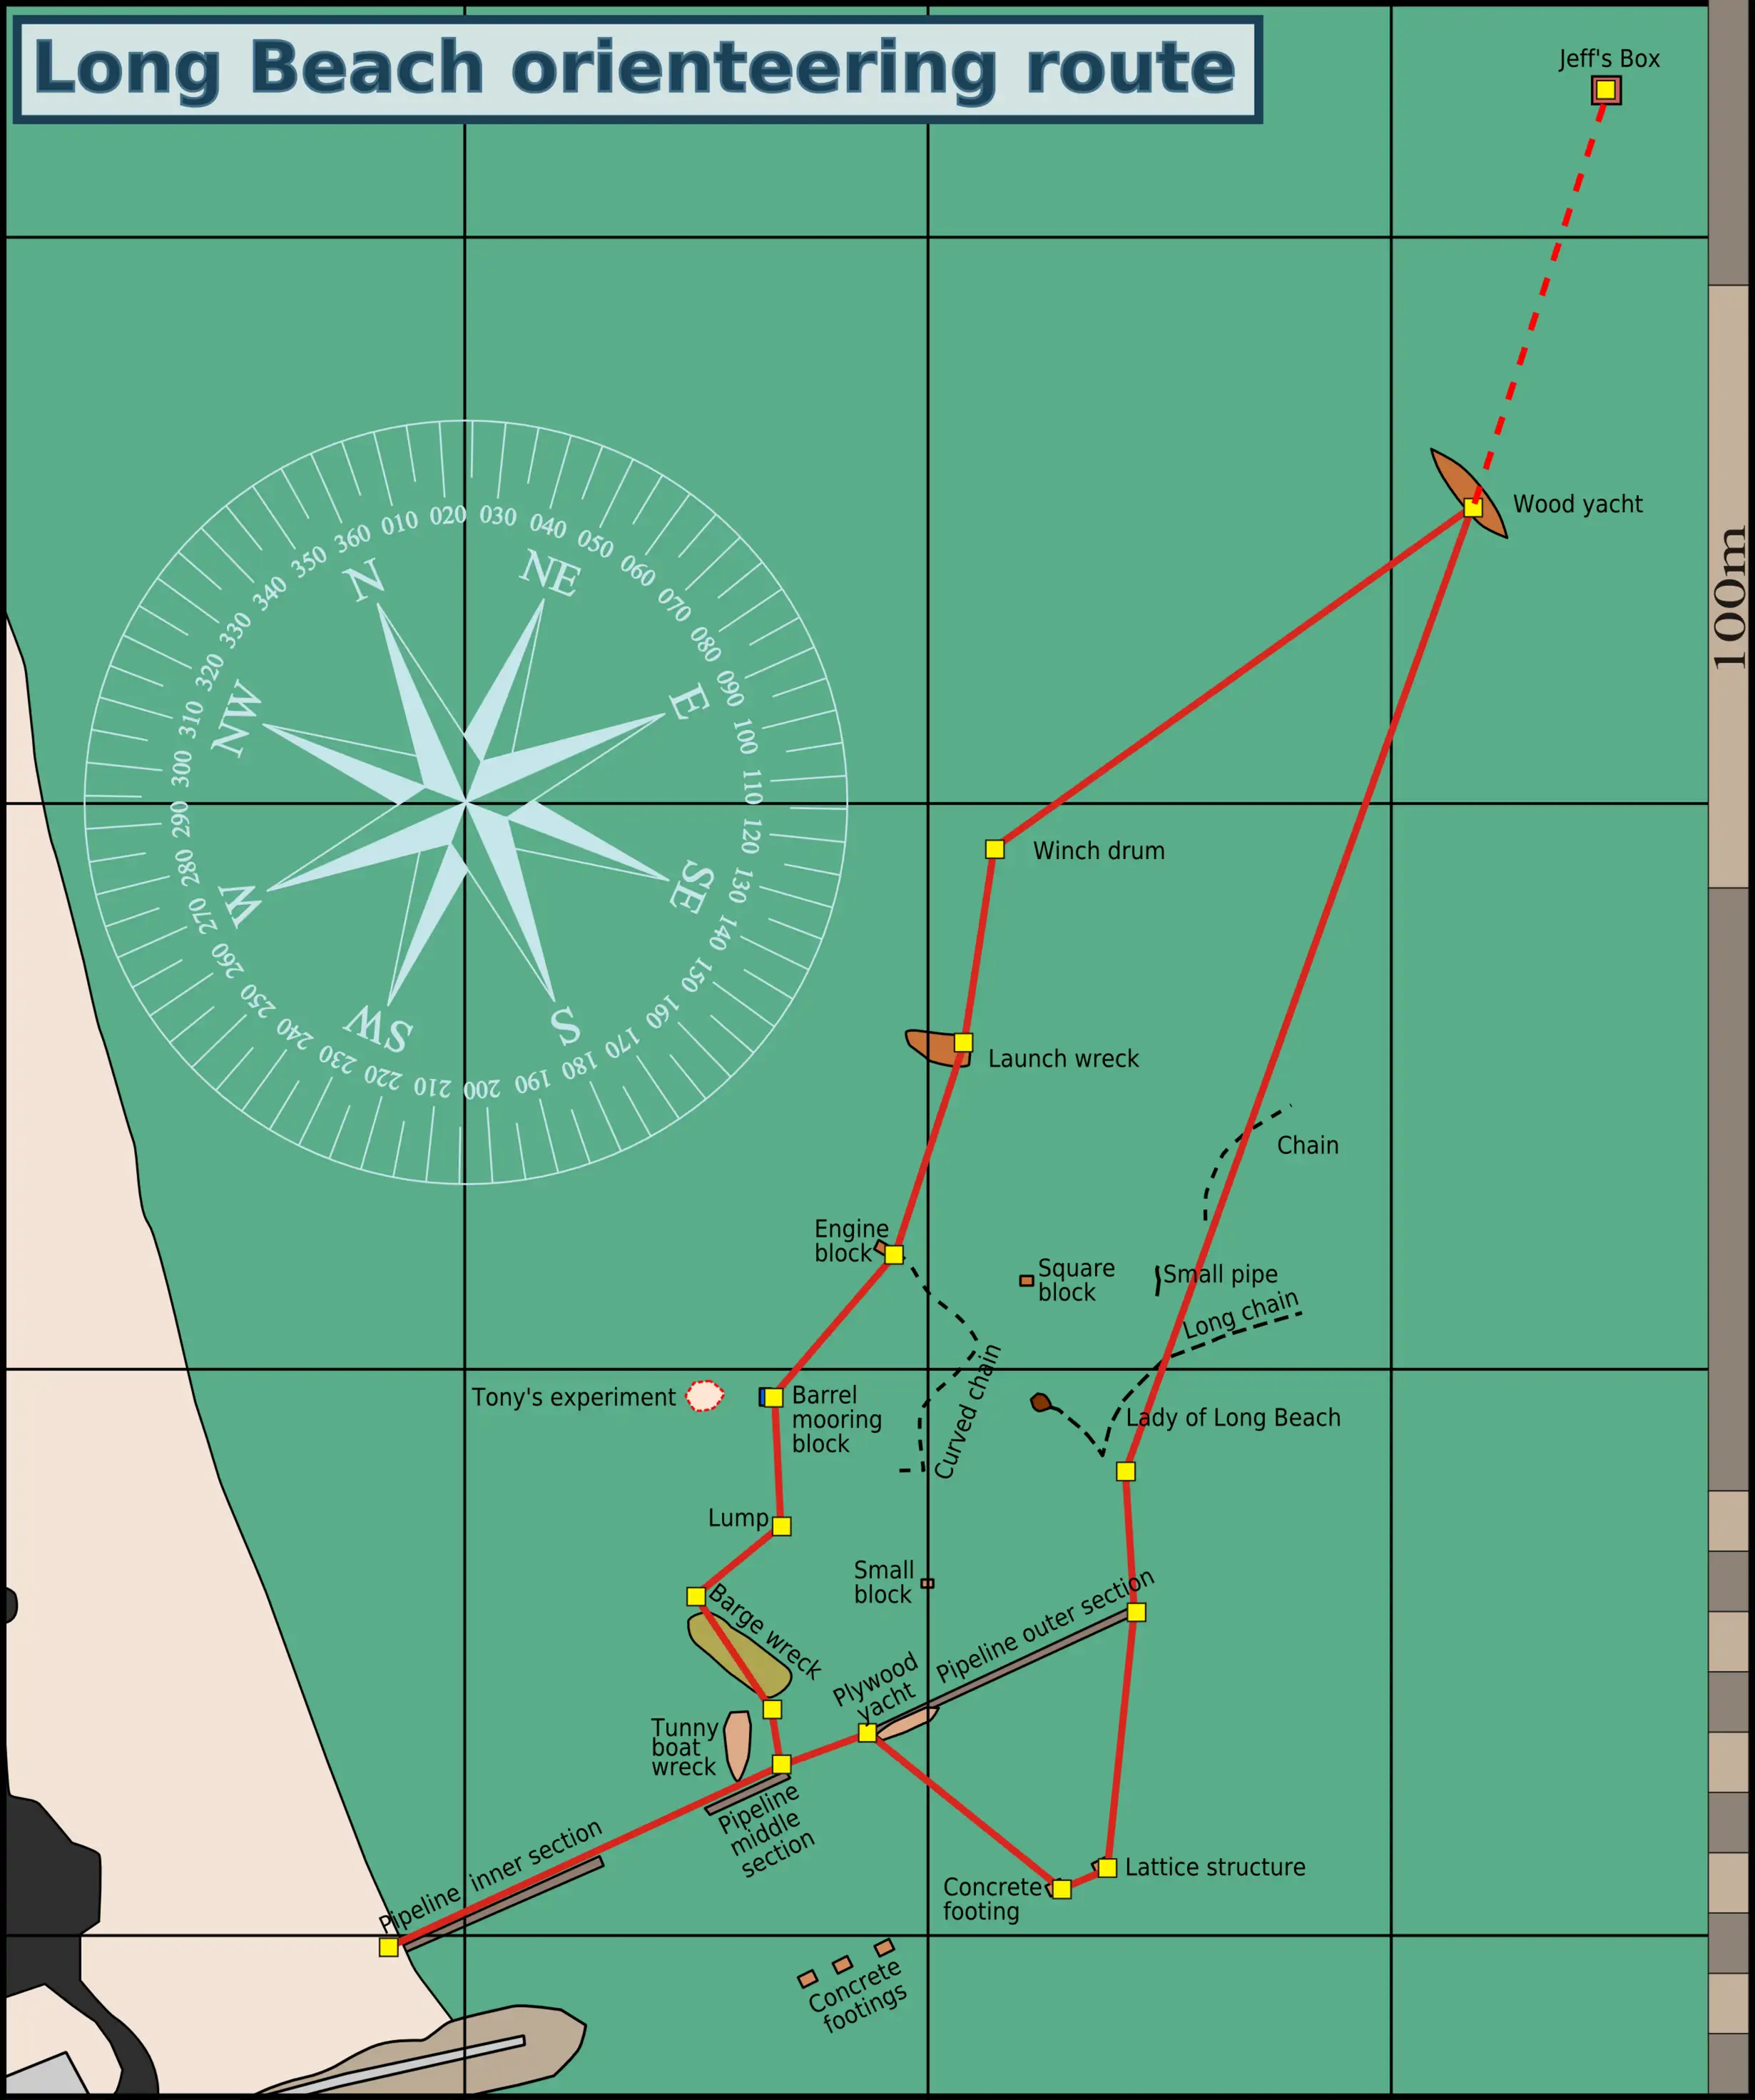 Long Beach orienteering route
Jeff's Box
Wood yacht
100m
360
010
020
030
040
050
060
070
080
090
100
110
120
130
140
150
160
170
180
190
200
210
220
230
240
250
260
270
280
290
300
310
320
330
340
350
N
NE
E
SE
S
SW
W
NW
Winch drum
Launch wreck
Chain
Engine
block
Square
block
Small pipe
Long chain
Curved chain
Tony's experiment
Barrel
mooring
block
Lady of Long Beach
Lump
Small
block
Barge wreck
Pipeline outer section
Plywood
yacht
Tunny
boat
wreck
Pipeline
middle
section
Pipeline inner section
Lattice structure
Concrete
footing
Concrete
footings